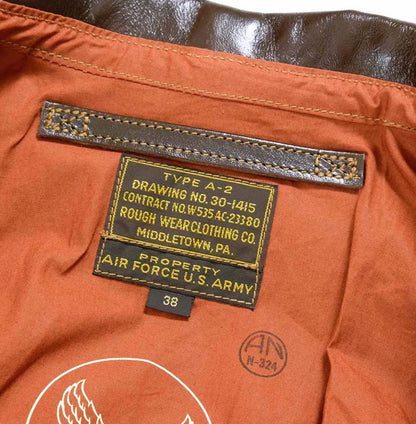 TYPE A-2
DRAWING NO. 30-1415
CONTRACT NO. W535 AC-23380
ROUGH WEAR CLOTHING CO.
MIDDLETOWN, PA.
PROPERTY
AIR FORCE U.S. ARMY
38
AN
N-324